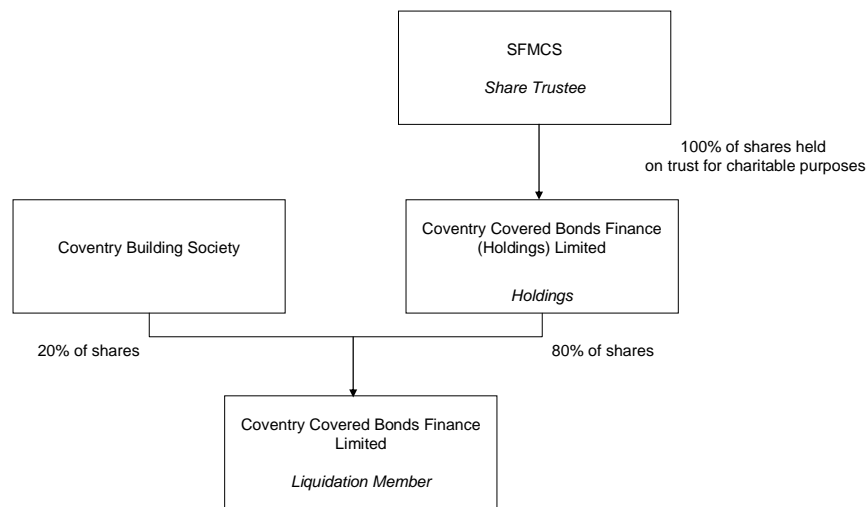 SFMCS
Share Trustee
100% of shares held
on trust for charitable purposes
Coventry Building Society
Coventry Covered Bonds Finance
(Holdings) Limited
Holdings
20% of shares
80% of shares
Coventry Covered Bonds Finance
Limited
Liquidation Member